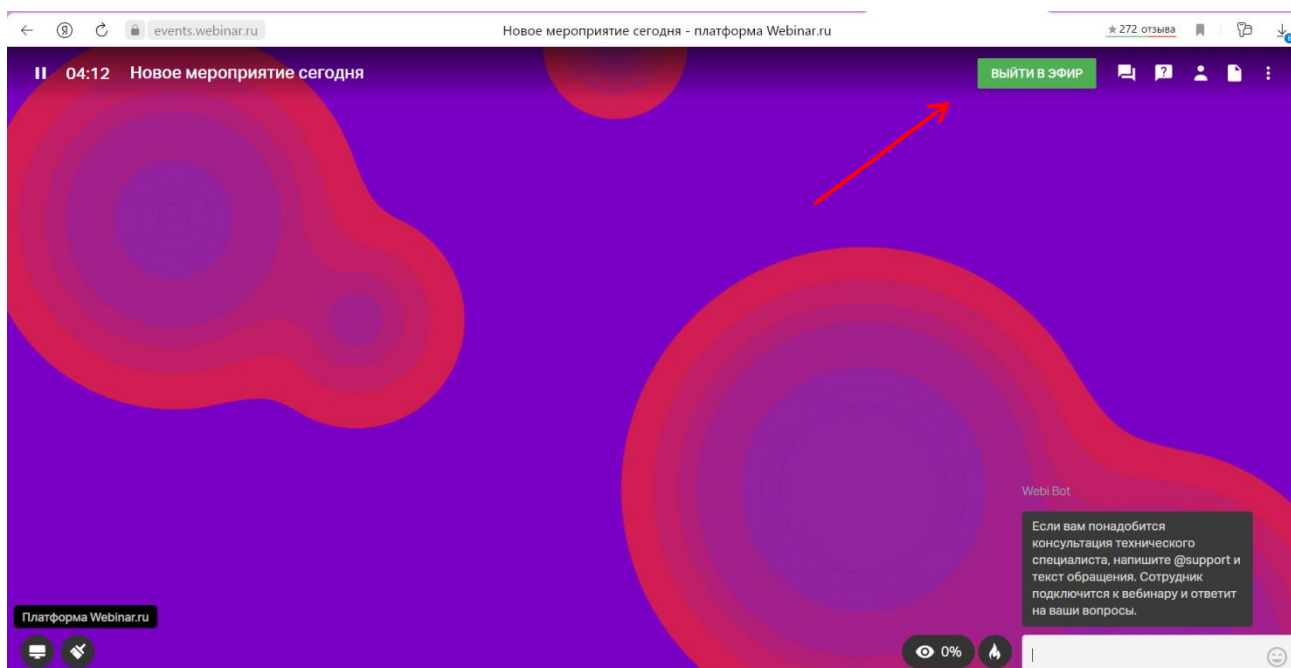 events.webinar.ru
Новое мероприятие сегодня - платформа Webinar.ru
★ 272 отзыва
04:12 Новое мероприятие сегодня
ВЫЙТИ В ЭФИР
Webi Bot
Если вам понадобится
консультация технического
специалиста, напишите @support и
текст обращения. Сотрудник
подключится к вебинару и ответит
на ваши вопросы.
Платформа Webinar.ru
0%